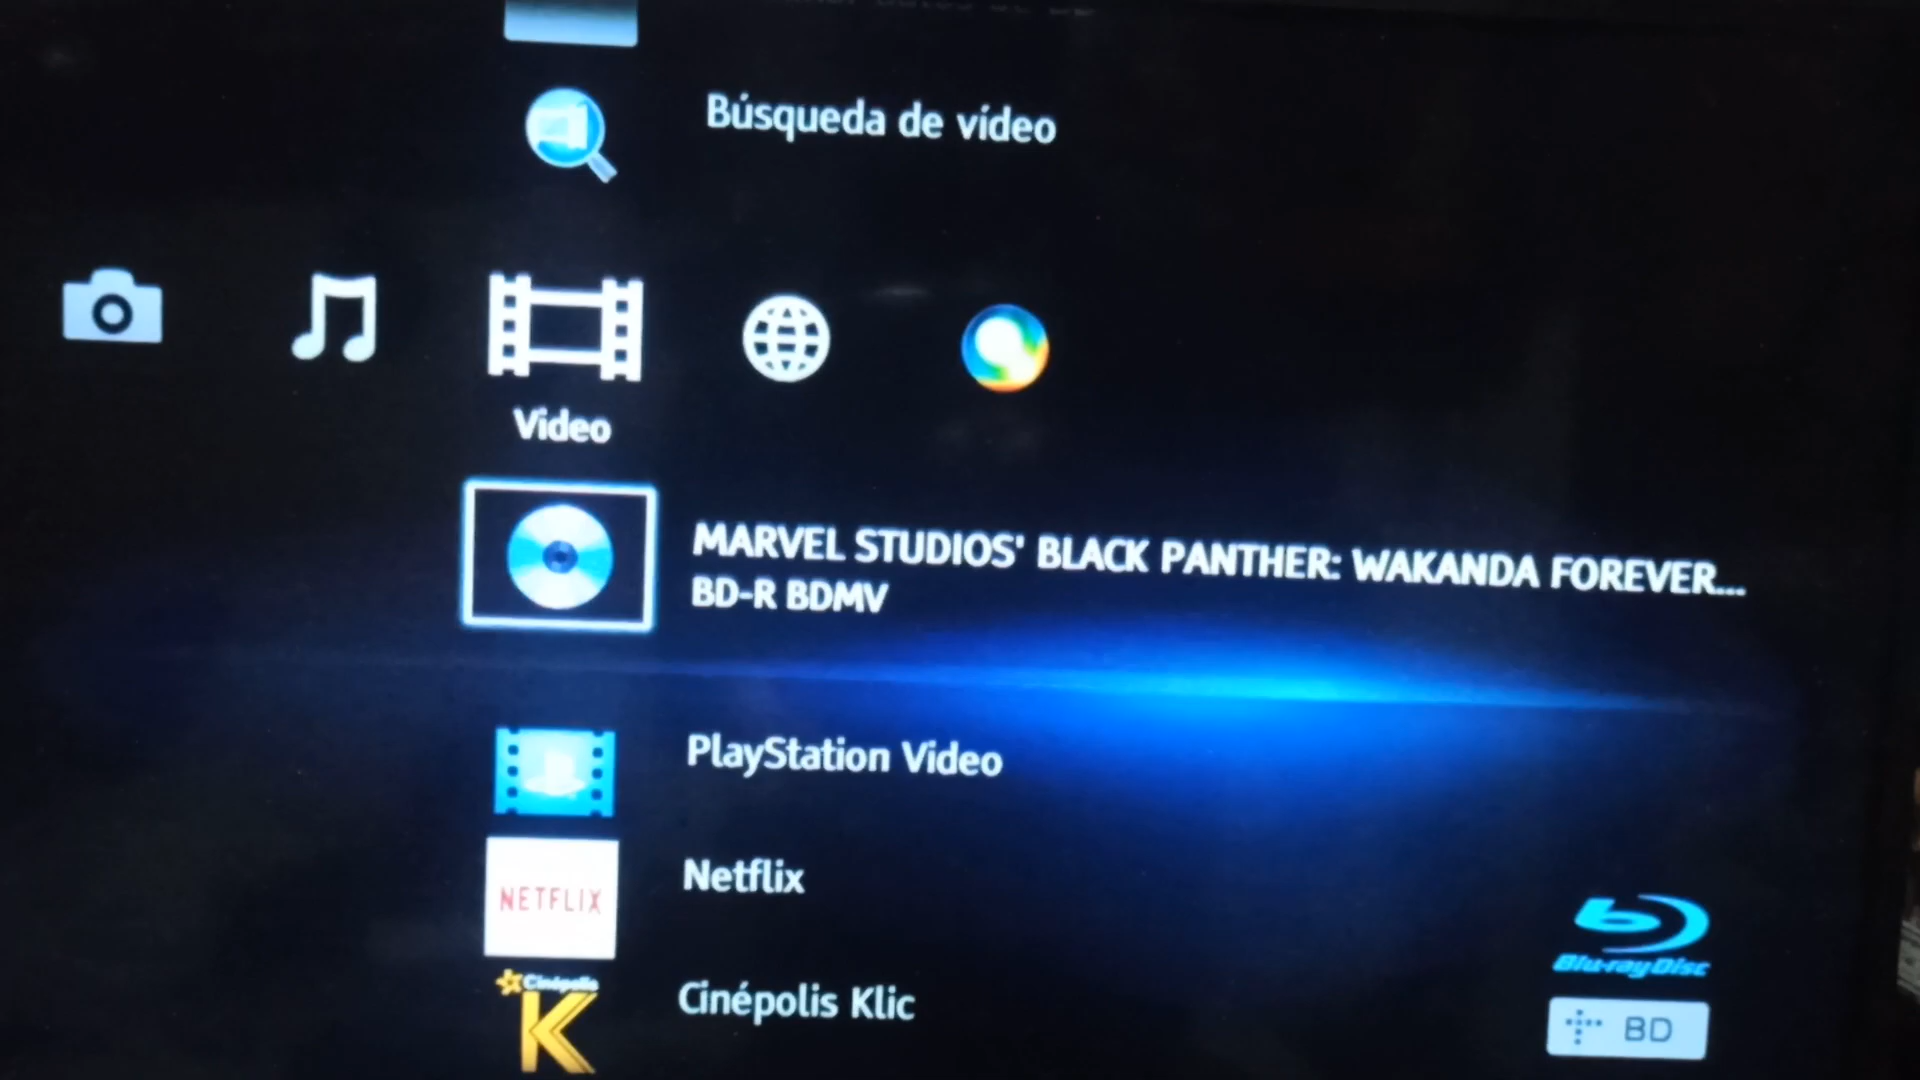 Búsqueda de vídeo
Video
MARVEL STUDIOS' BLACK PANTHER: WAKANDA FOREVER...
BD-R BDMV
PlayStation Video
NETFLIX
Netflix
Cinépolis
K
Cinépolis Klic
Blu-ray Disc
BD